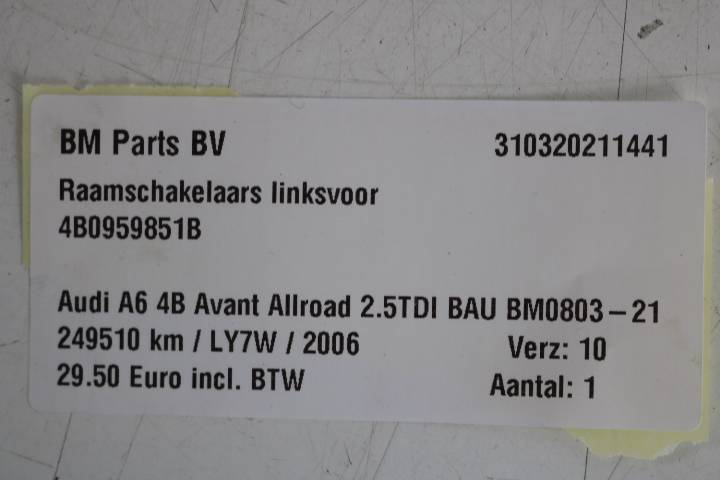 BM Parts BV 310320211441
Raamschakelaars linksvoor
4B0959851B
Audi A6 4B Avant Allroad 2.5TDI BAU BM0803-21
249510 km / LY7W / 2006 Verz: 10
29.50 Euro incl. BTW Aantal: 1